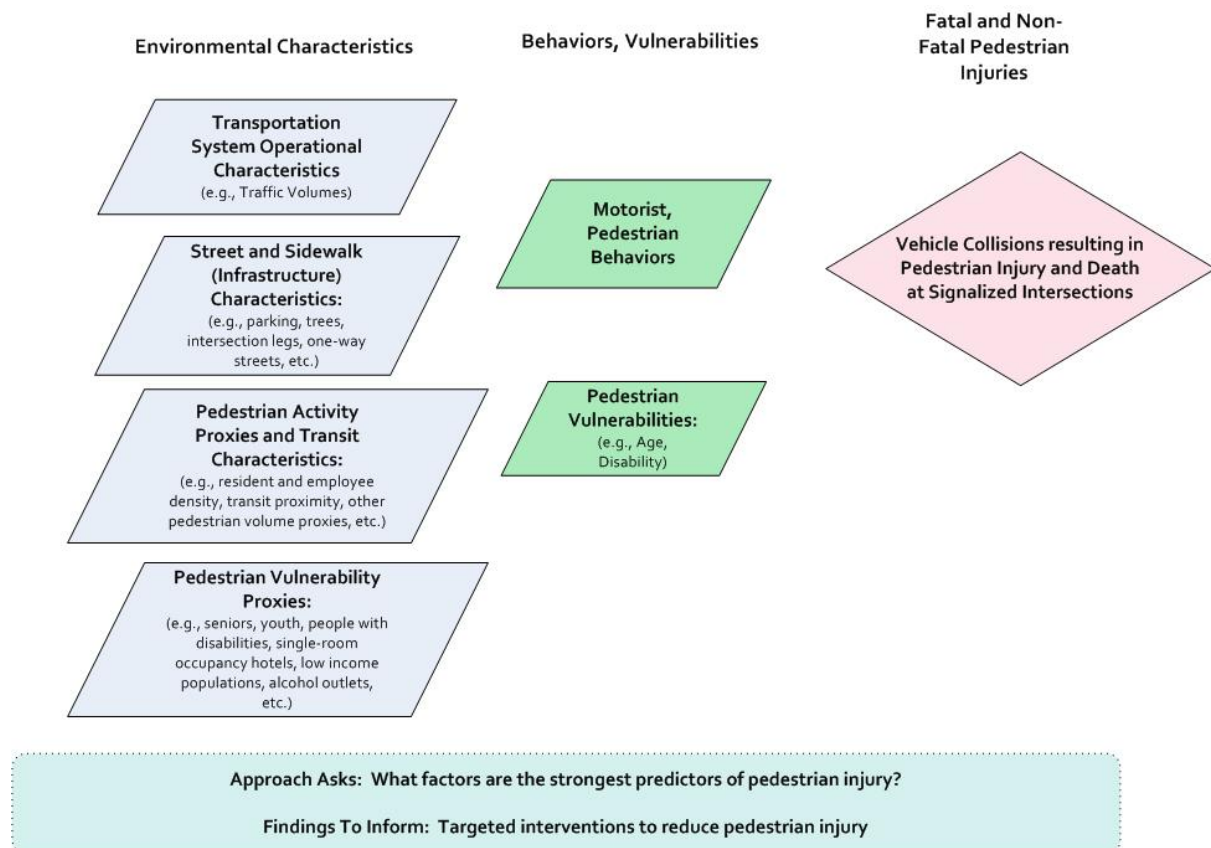 Environmental Characteristics
Behaviors, Vulnerabilities
Fatal and Non-
Fatal Pedestrian
Injuries
Transportation
System Operational
Characteristics
(e.g., Traffic Volumes)
Street and Sidewalk
(Infrastructure)
Characteristics:
(e.g., parking, trees,
intersection legs, one-way
streets, etc.)
Pedestrian Activity
Proxies and Transit
Characteristics:
(e.g., resident and employee
density, transit proximity, other
pedestrian volume proxies, etc.)
Pedestrian Vulnerability
Proxies:
(e.g., seniors, youth, people with
disabilities, single-room
occupancy hotels, low income
populations, alcohol outlets,
etc.)
Motorist,
Pedestrian
Behaviors
Pedestrian
Vulnerabilities:
(e.g., Age,
Disability)
Vehicle Collisions resulting in
Pedestrian Injury and Death
at Signalized Intersections
Approach Asks: What factors are the strongest predictors of pedestrian injury?
Findings To Inform: Targeted interventions to reduce pedestrian injury